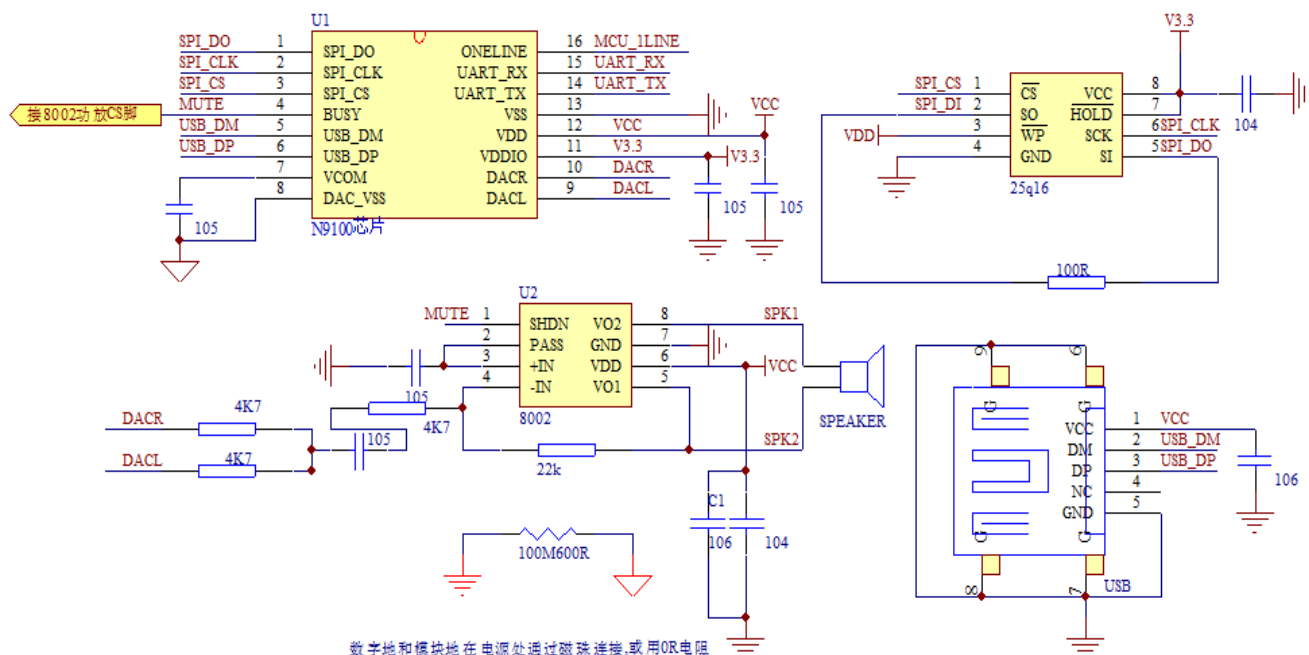 U1
SPI_DO 1 SPI_DO ONELINE 16 MCU_1LINE
SPI_CLK 2 SPI_CLK UART_RX 15 UART_RX
SPI_CS 3 SPI_CS UART_TX 14 UART_TX
接8002功放CS脚 MUTE 4 BUSY VSS 13
USB_DM 5 USB_DM VDD 12 VCC VCC
USB_DP 6 USB_DP VDDIO 11 V3.3 V3.3
7 VCOM DACR 10 DACR
8 DAC_VSS DACL 9 DACL
105 N9100芯片 105 105
V3.3
SPI_CS 1 CS VCC 8
SPI_DI 2 SO HOLD 7 104
VDD 3 WP SCK 6 SPI_CLK
4 GND SI 5 SPI_DO
25q16
100R
U2
MUTE 1 SHDN VO2 8 SPK1
2 PASS GND 7
3 +IN VDD 6 VCC
4 -IN VO1 5
105 8002 SPEAKER
4K7
DACR 4K7
105
DACL 4K7 22k SPK2
C1
106 104
100M600R
9 6
G G
VCC 1 VCC
DM 2 USB_DM
DP 3 USB_DP
NC 4 106
GND 5
G G
8 7 USB
数字地和模块地在电源处通过磁珠连接,或用0R电阻